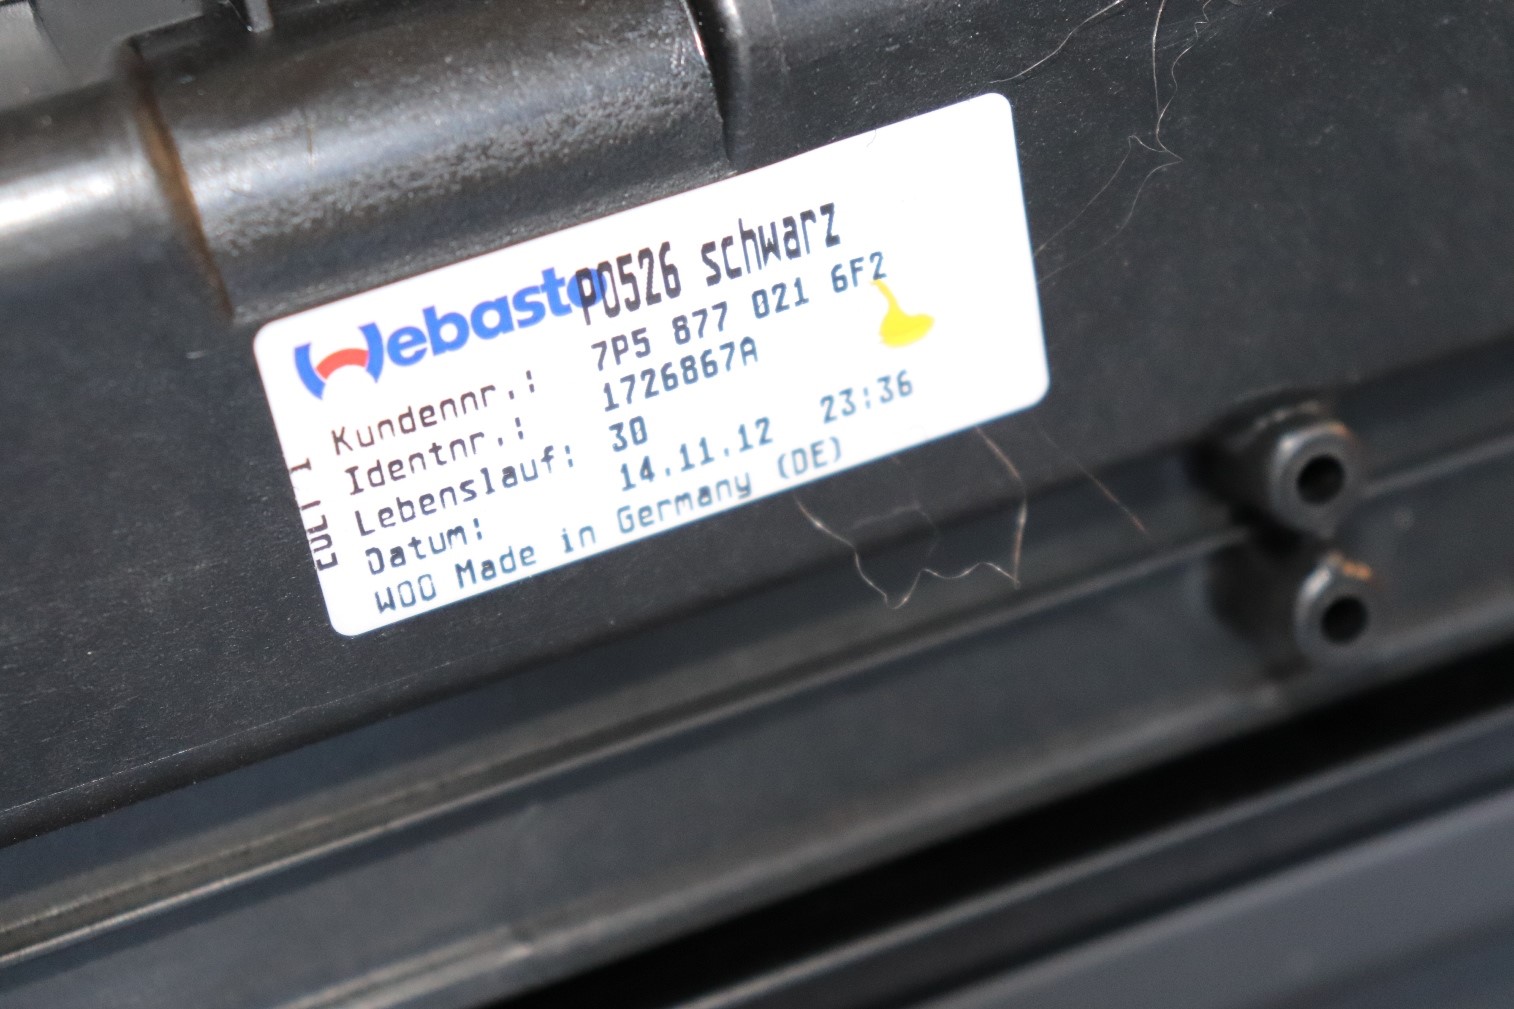 Webasto P0526 schwarz
Kundennr.: 7P5 877 021 6F2
Identnr.: 1726867A
Lebenslauf: 30
Datum: 14.11.12 23:36
W00 Made in Germany (DE)